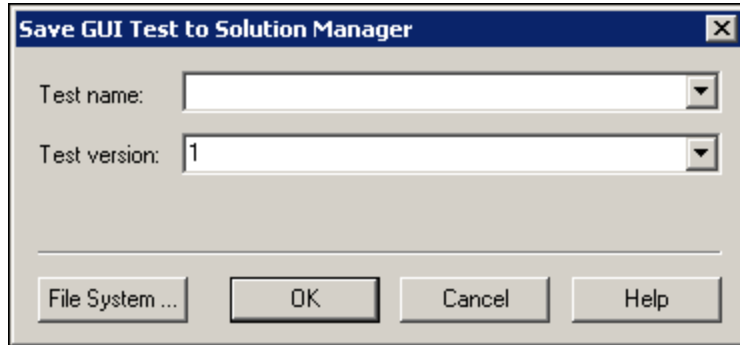 Save GUI Test to Solution Manager
Test name:
Test version: 1
File System ... OK Cancel Help